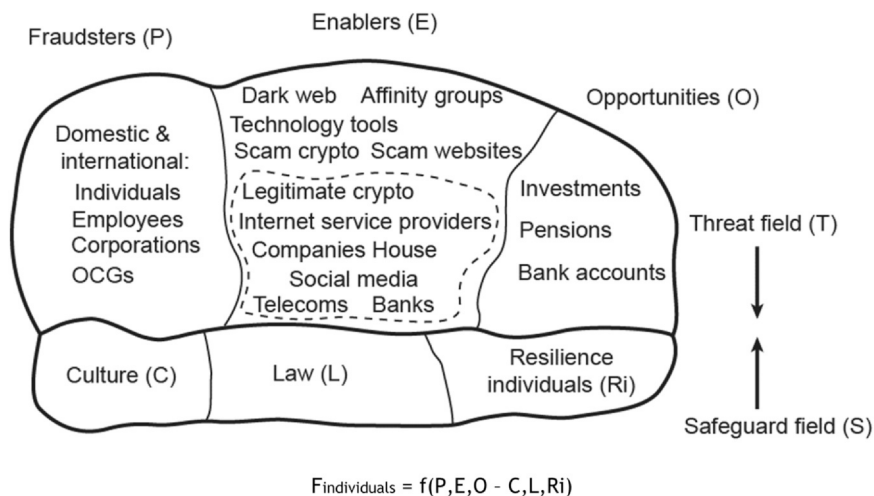 Fraudsters (P)
Enablers (E)
Opportunities (O)
Domestic &
international:
Individuals
Employees
Corporations
OCGs
Dark web Affinity groups
Technology tools
Scam crypto Scam websites
Legitimate crypto
Internet service providers
Companies House
Social media
Telecoms Banks
Investments
Pensions
Bank accounts
Threat field (T)
Culture (C)
Law (L)
Resilience
individuals (Ri)
Safeguard field (S)
Findividuals = f(P,E,O - C,L,Ri)